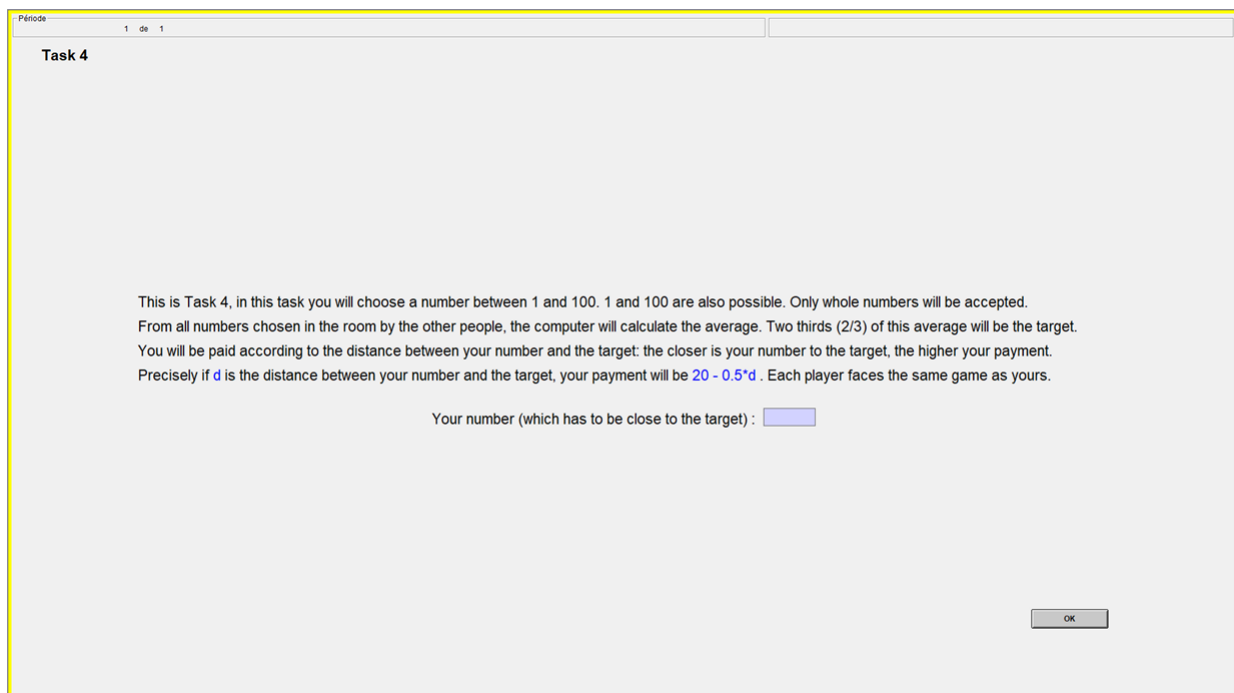 Période
1 de 1
Task 4
This is Task 4, in this task you will choose a number between 1 and 100. 1 and 100 are also possible. Only whole numbers will be accepted.
From all numbers chosen in the room by the other people, the computer will calculate the average. Two thirds (2/3) of this average will be the target.
You will be paid according to the distance between your number and the target: the closer is your number to the target, the higher your payment.
Precisely if d is the distance between your number and the target, your payment will be 20 - 0.5*d . Each player faces the same game as yours.
Your number (which has to be close to the target) :
OK